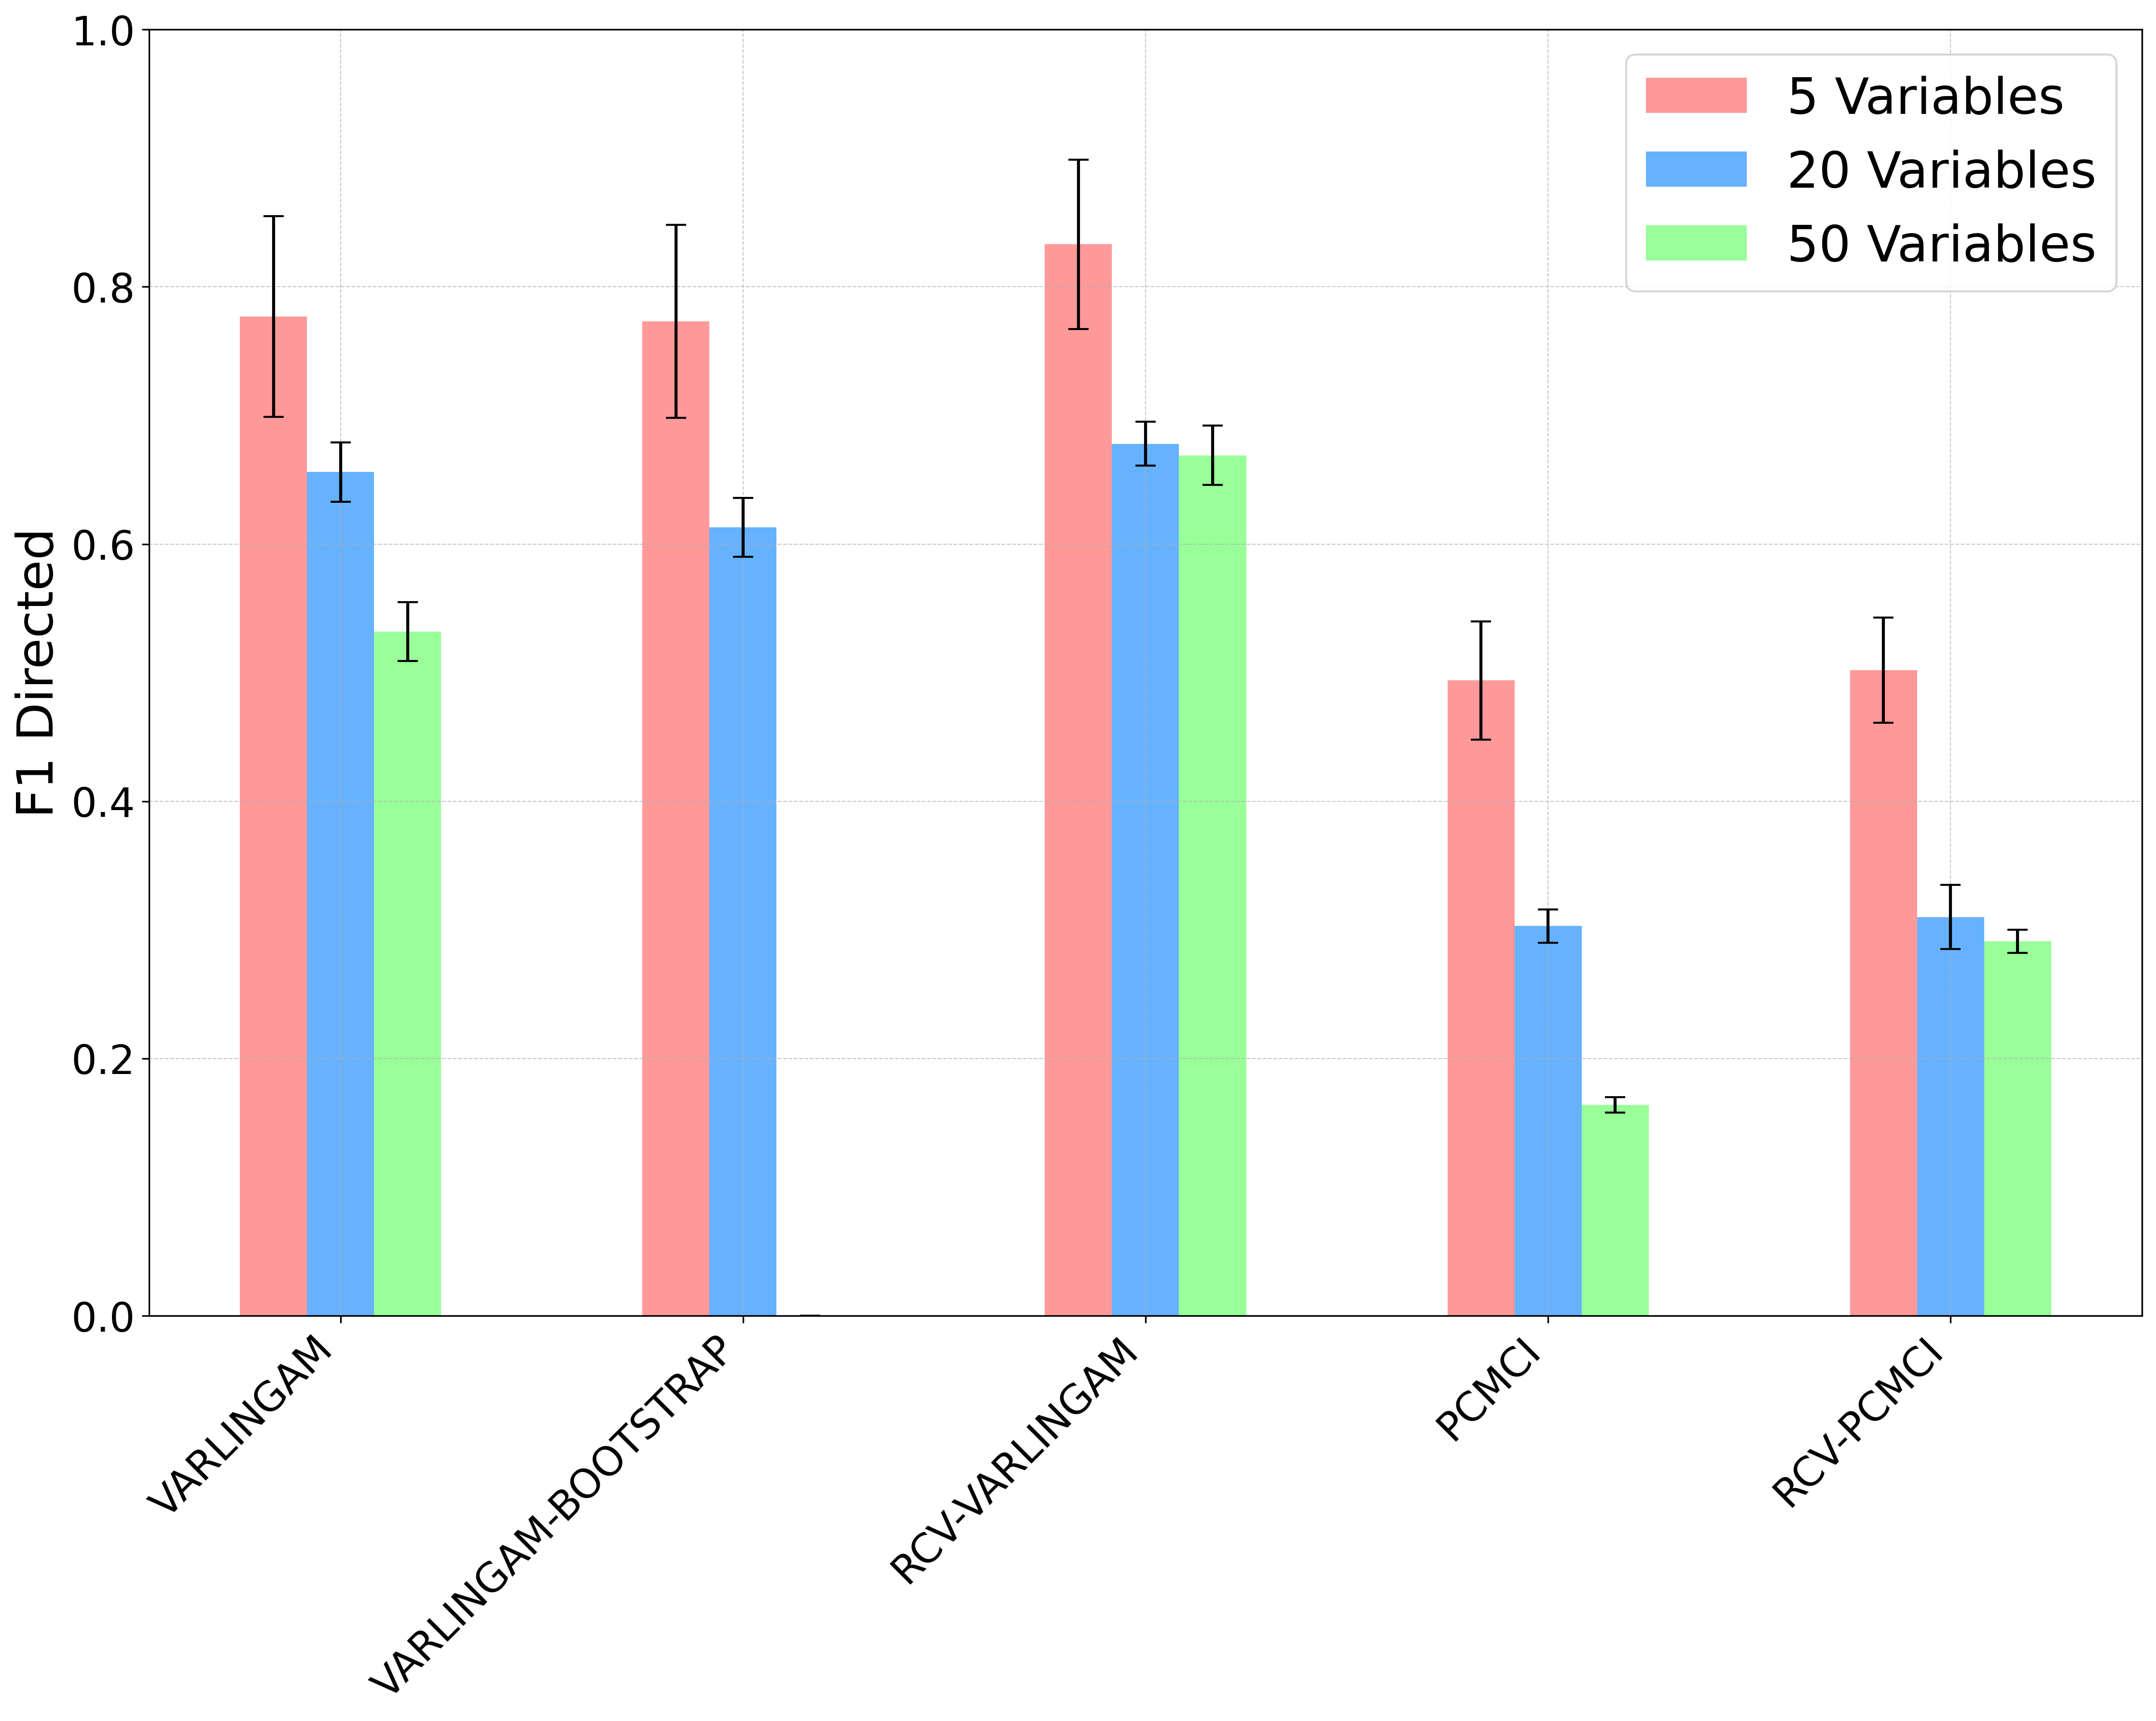 1.0
0.8
0.6
0.4
0.2
0.0
F1 Directed
5 Variables
20 Variables
50 Variables
VARLINGAM
VARLINGAM-BOOTSTRAP
RCV-VARLINGAM
PCMCI
RCV-PCMCI